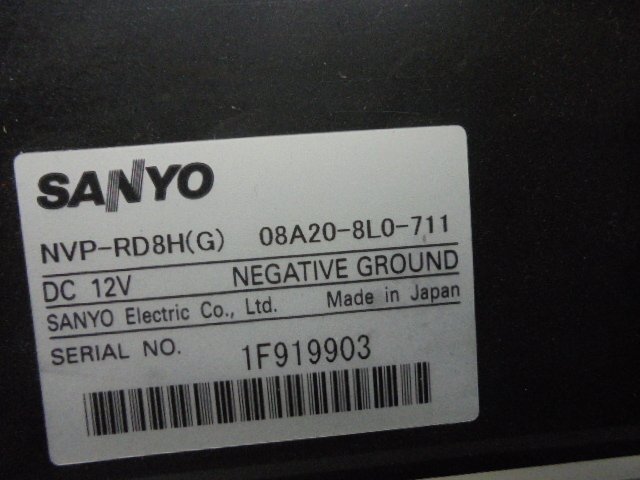 SANYO
NVP-RD8H(G) 08A20-8L0-711
DC 12V NEGATIVE GROUND
SANYO Electric Co., Ltd. Made in Japan
SERIAL NO. 1F919903